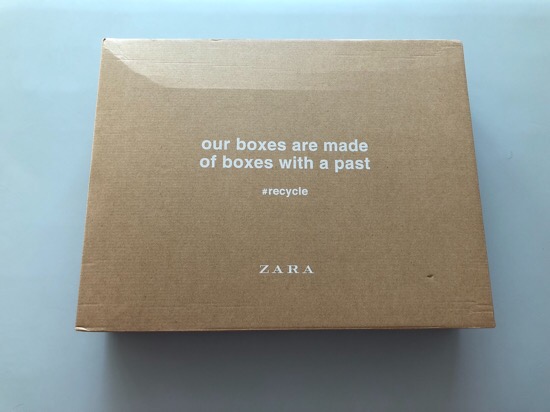 our boxes are made
of boxes with a past
#recycle
ZARA